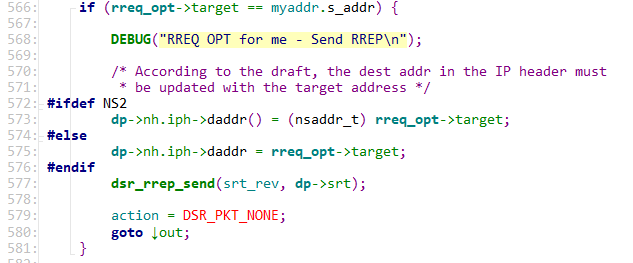 566: if (rreq_opt->target == myaddr.s_addr) {
567:
568: DEBUG("RREQ OPT for me - Send RREP\n");
569:
570: /* According to the draft, the dest addr in the IP header must
571: * be updated with the target address */
572: #ifdef NS2
573: dp->nh.iph->daddr() = (nsaddr_t) rreq_opt->target;
574: #else
575: dp->nh.iph->daddr = rreq_opt->target;
576: #endif
577: dsr_rrep_send(srt_rev, dp->srt);
578:
579: action = DSR_PKT_NONE;
580: goto ↓out;
581: }